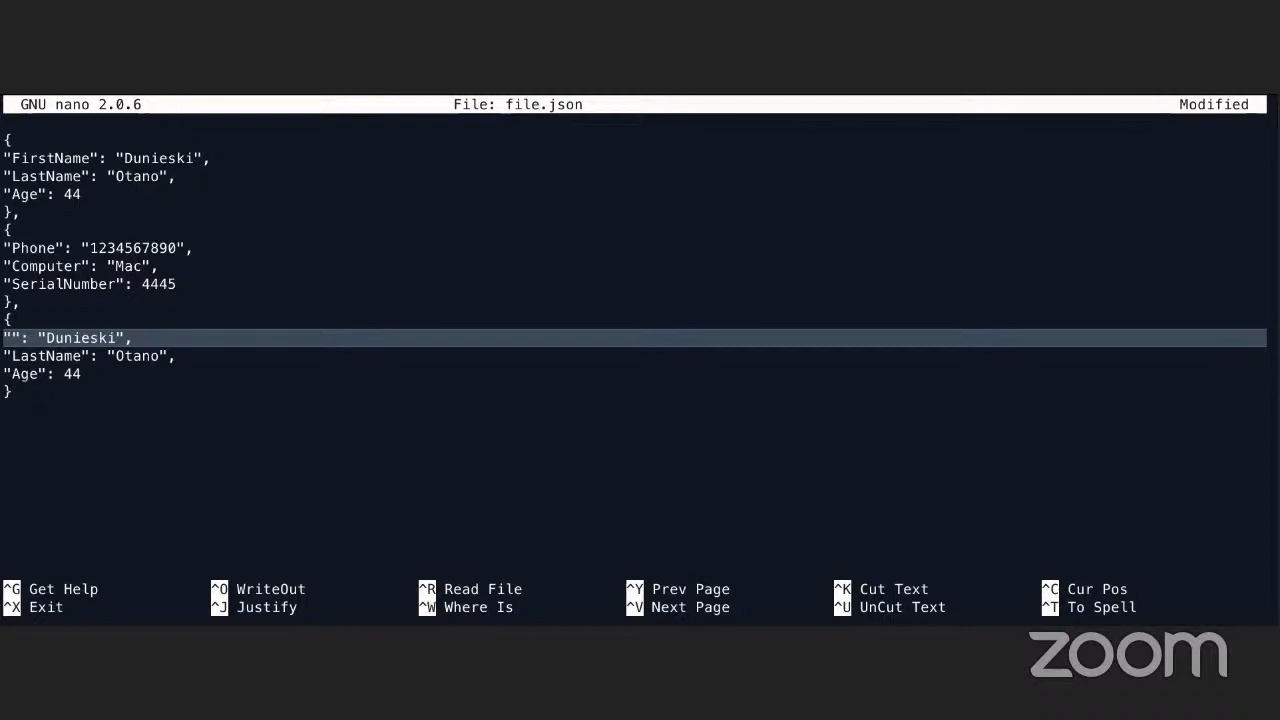 GNU nano 2.0.6 File: file.json Modified
{
"FirstName": "Dunieski",
"LastName": "Otano",
"Age": 44
},
{
"Phone": "1234567890",
"Computer": "Mac",
"SerialNumber": 4445
},
{
"": "Dunieski",
"LastName": "Otano",
"Age": 44
}
^G Get Help ^O WriteOut ^R Read File ^Y Prev Page ^K Cut Text ^C Cur Pos
^X Exit ^J Justify ^W Where Is ^V Next Page ^U UnCut Text ^T To Spell
zoom